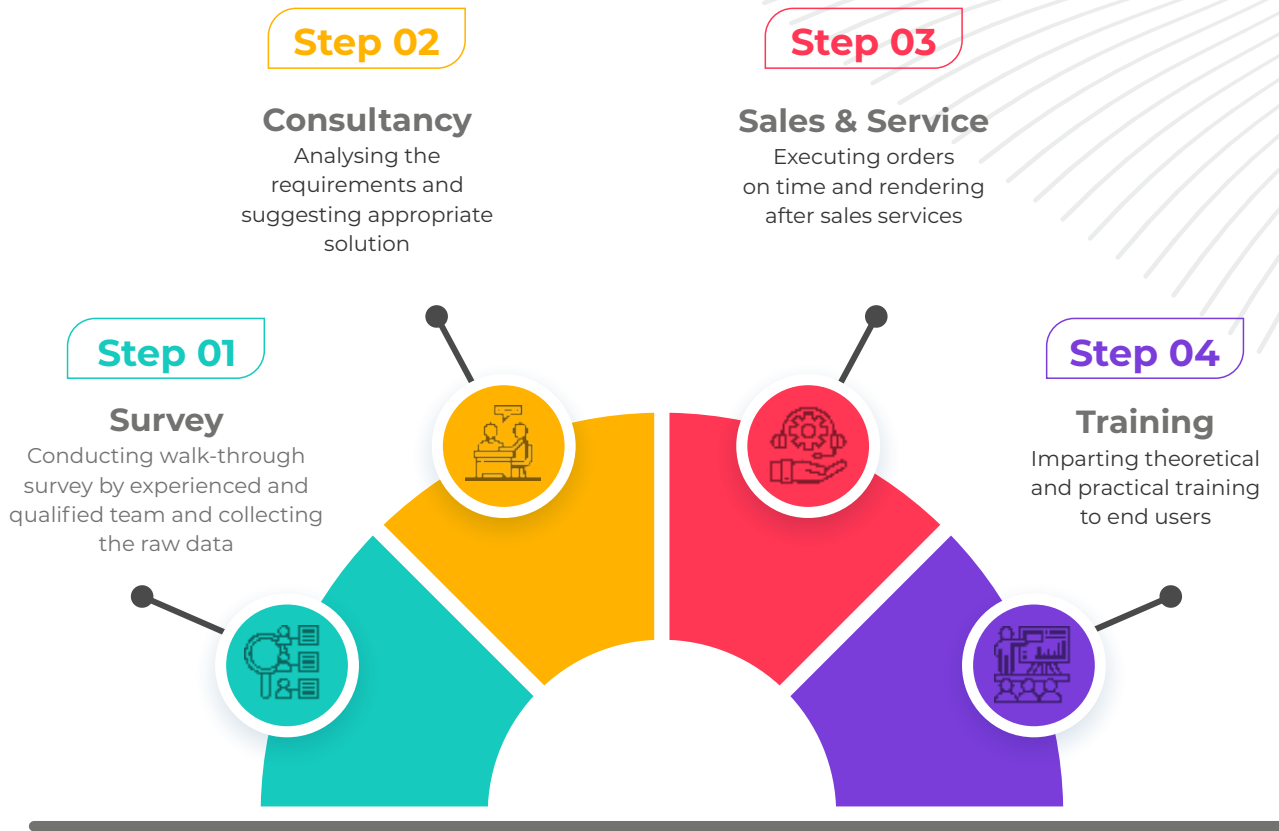 Step 01
Survey
Conducting walk-through
survey by experienced and
qualified team and collecting
the raw data
Step 02
Consultancy
Analysing the
requirements and
suggesting appropriate
solution
Step 03
Sales & Service
Executing orders
on time and rendering
after sales services
Step 04
Training
Imparting theoretical
and practical training
to end users